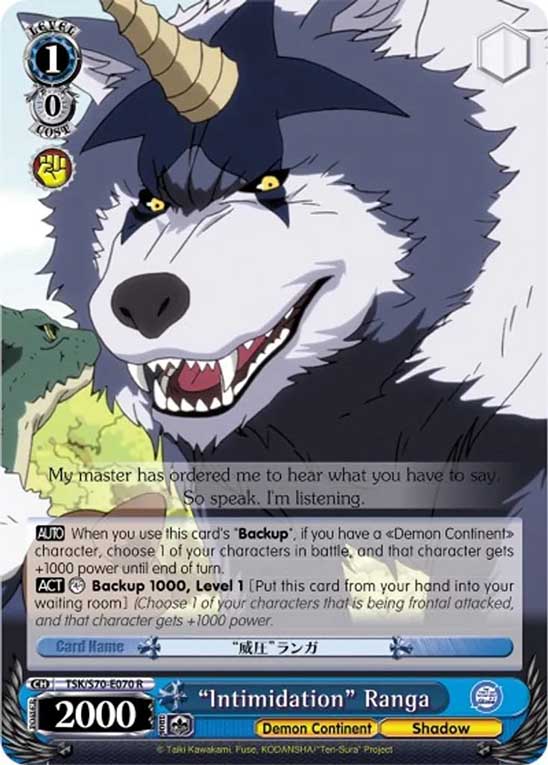 LEVEL
1
0
COST
My master has ordered me to hear what you have to say.
So speak. I'm listening.
AUTO When you use this card's "Backup", if you have a «Demon Continent»
character, choose 1 of your characters in battle, and that character gets
+1000 power until end of turn.
ACT Backup 1000, Level 1 [Put this card from your hand into your
waiting room] (Choose 1 of your characters that is being frontal attacked,
and that character gets +1000 power.
Card Name "威圧"ランガ
CH TSK/S70-E070 R
POWER 2000
SOUL
"Intimidation" Ranga
Demon Continent Shadow
© Taiki Kawakami, Fuse, KODANSHA/"Ten-Sura" Project